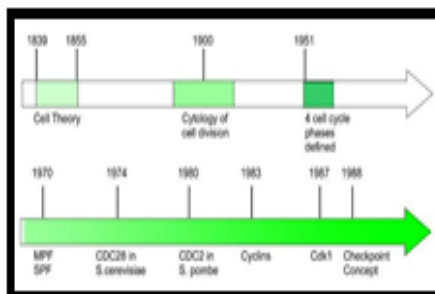 1839 1855 1900 1951
Cell Theory
Cytology of
cell division
4 cell cycle
phases
defined
1970 1974 1980 1983 1987 1988
MPF
SPF
CDC28 in
S.cerevisiae
CDC2 in
S. pombe
Cyclins
Cdk1
Checkpoint
Concept